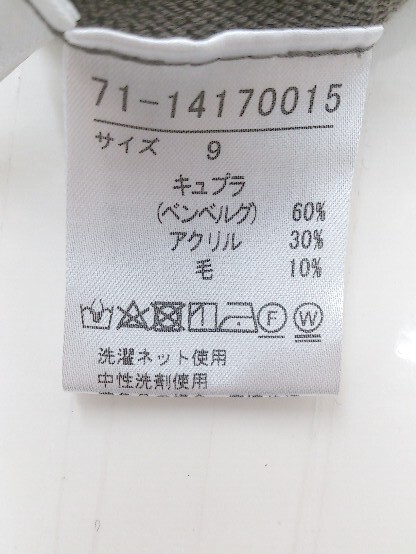 71-14170015
サイズ 9
キュプラ
(ベンベルグ) 60%
アクリル 30%
毛 10%
F W
洗濯ネット使用
中性洗剤使用